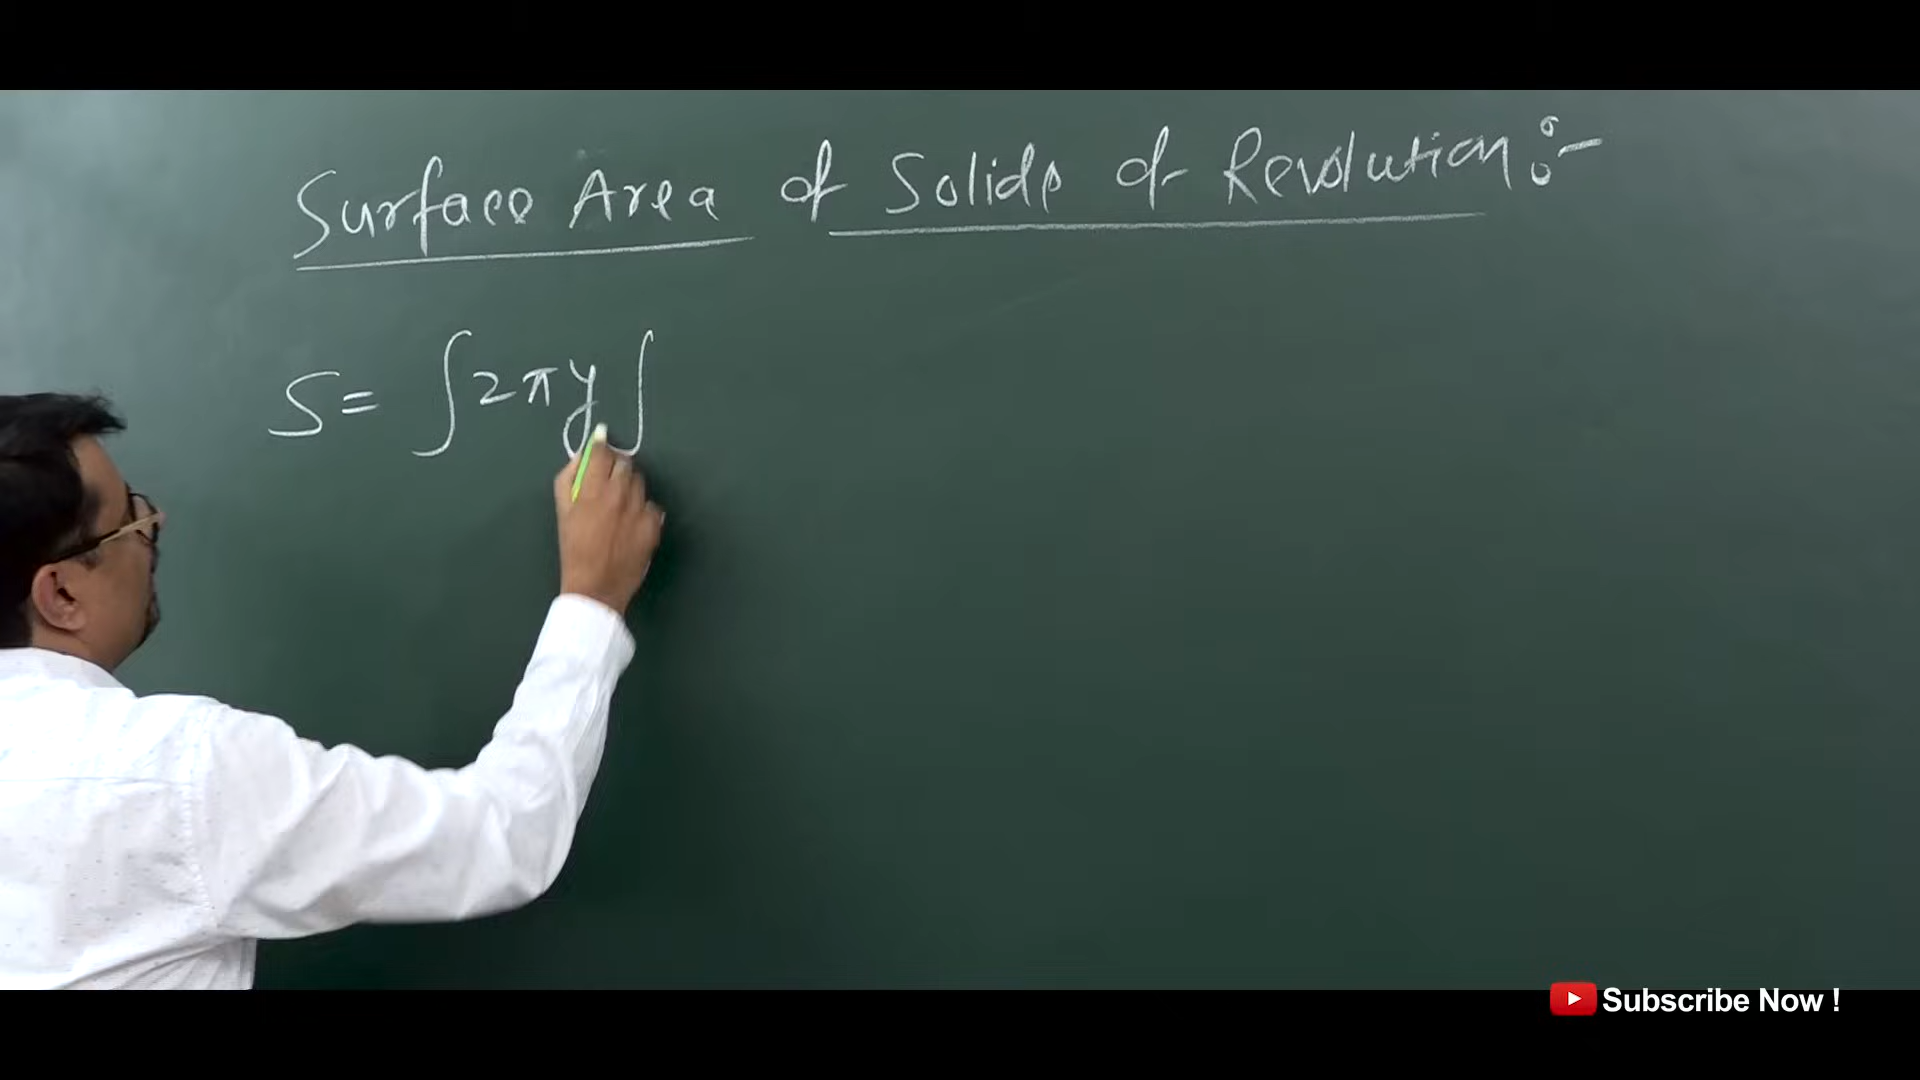 Surface Area of Solids of Revolution :-
S = ∫ 2πy ∫
Subscribe Now !